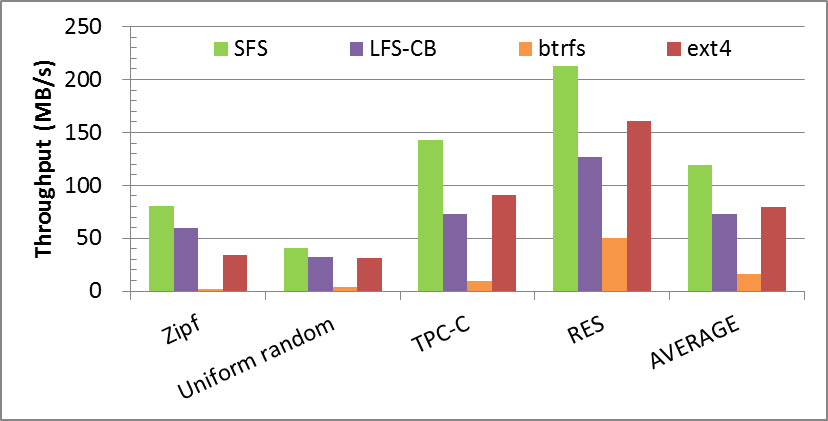 Throughput (MB/s)
250
200
150
100
50
0
SFS LFS-CB btrfs ext4
Zipf
Uniform random
TPC-C
RES
AVERAGE